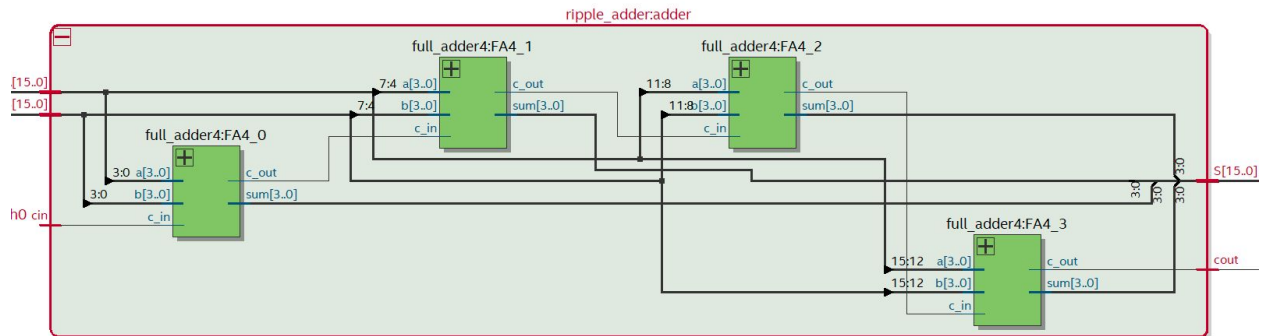 ripple_adder:adder
full_adder4:FA4_1
full_adder4:FA4_2
[15..0]
7:4 a[3..0]
c_out
11:8 a[3..0]
c_out
[15..0]
7:4 b[3..0]
sum[3..0]
11:8 b[3..0]
sum[3..0]
c_in
c_in
full_adder4:FA4_0
3:0 a[3..0]
c_out
3:0
3:0
3:0
3:0
S[15..0]
3:0 b[3..0]
sum[3..0]
h0 cin
c_in
full_adder4:FA4_3
15:12 a[3..0]
c_out
cout
15:12 b[3..0]
sum[3..0]
c_in